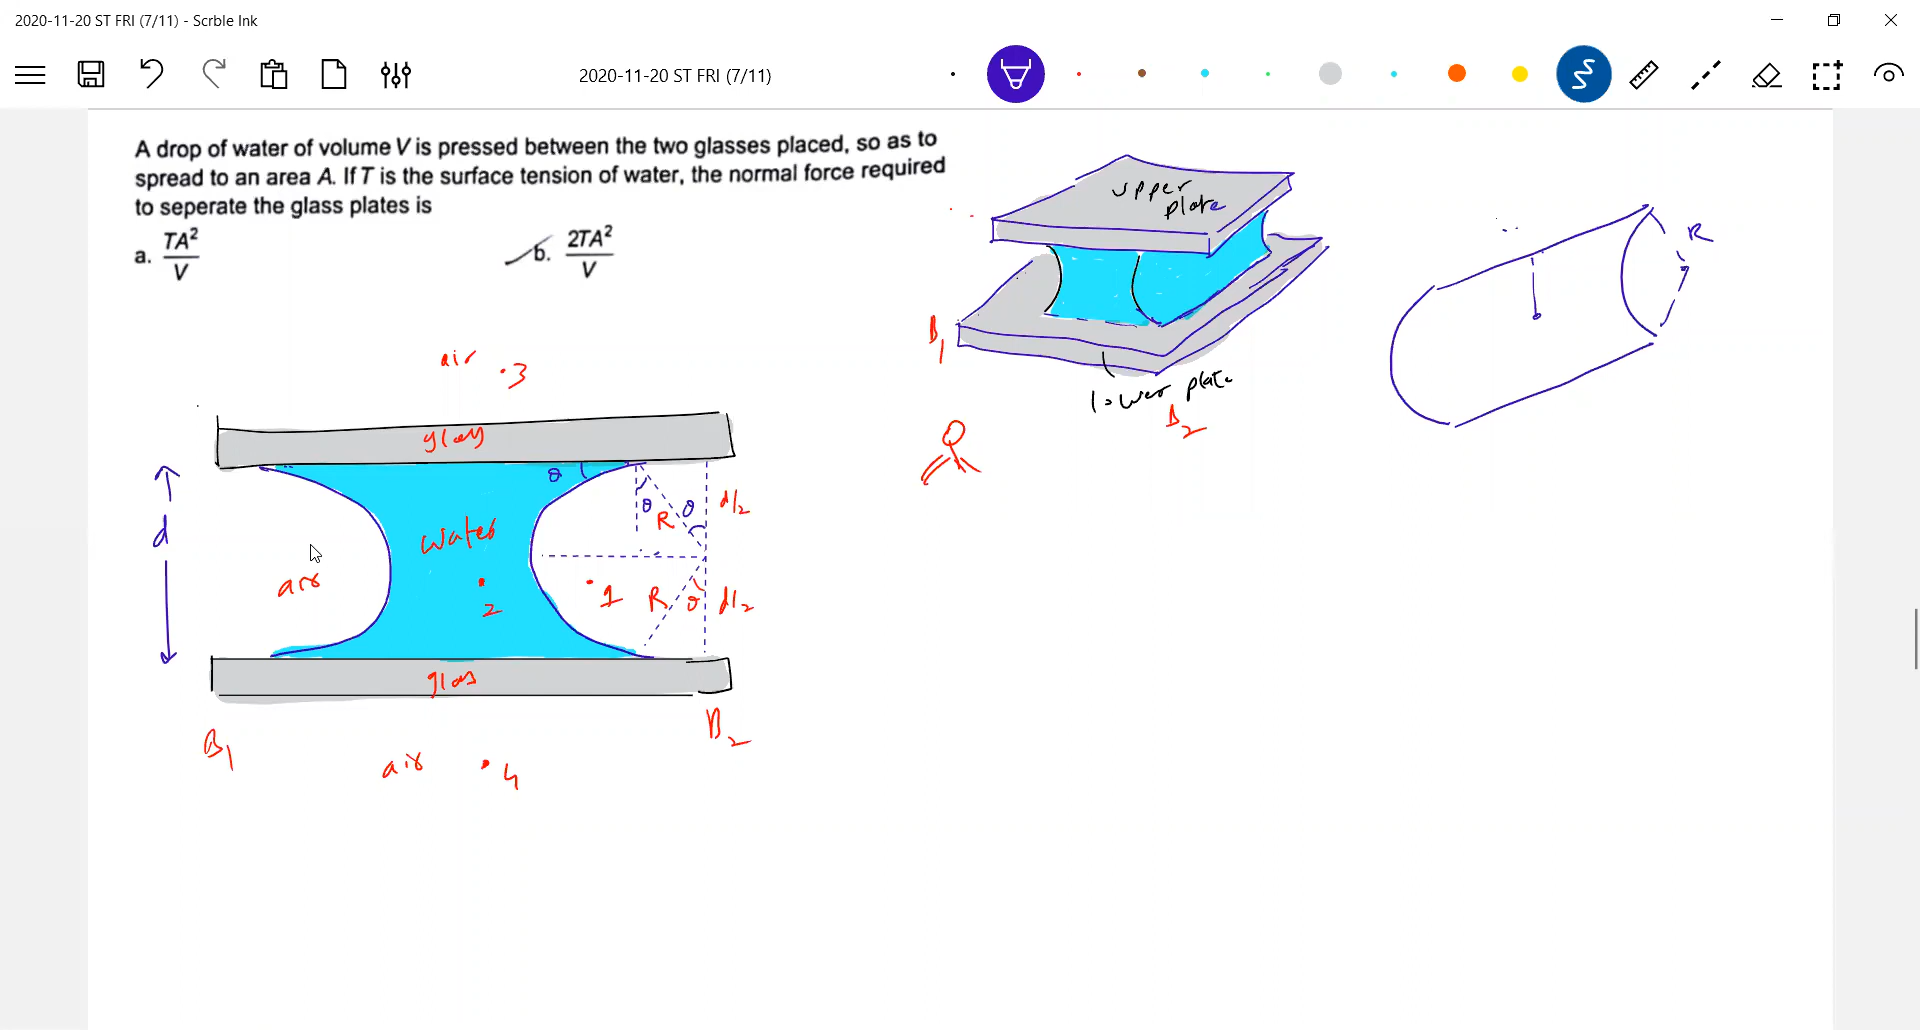 2020-11-20 ST FRI (7/11) - Scrble Ink
2020-11-20 ST FRI (7/11)
A drop of water of volume V is pressed between the two glasses placed, so as to
spread to an area A. If T is the surface tension of water, the normal force required
to seperate the glass plates is
a. TA²/V
b. 2TA²/V
upper
plate
R
B₁
lower plate
B₂
Q
air
.3
glass
θ
d
θ
θ
R
d/2
water
air
.2
.1
R
θ
d/2
glass
B₁
B₂
air
.4